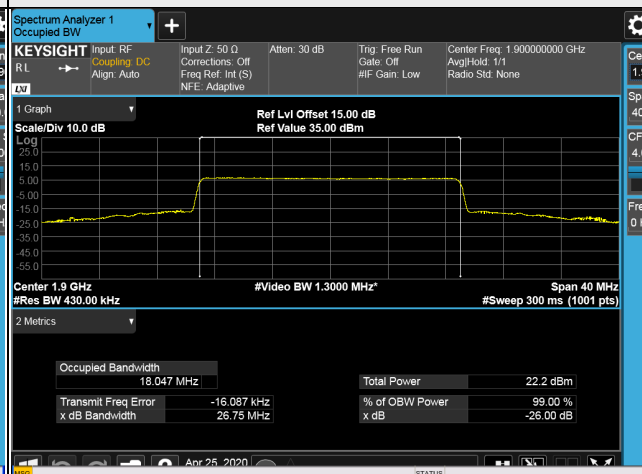 Spectrum Analyzer 1
Occupied BW
KEYSIGHT Input: RF Input Z: 50 Ω Atten: 30 dB Trig: Free Run Center Freq: 1.900000000 GHz
RL Coupling: DC Corrections: Off Gate: Off Avg|Hold: 1/1
Align: Auto Freq Ref: Int (S) #IF Gain: Low Radio Std: None
LXI NFE: Adaptive
1 Graph
Ref Lvl Offset 15.00 dB
Scale/Div 10.0 dB Ref Value 35.00 dBm
Log
25.0
15.0
5.00
-5.00
-15.0
-25.0
-35.0
-45.0
-55.0
Center 1.9 GHz #Video BW 1.3000 MHz* Span 40 MHz
#Res BW 430.00 kHz #Sweep 300 ms (1001 pts)
2 Metrics
Occupied Bandwidth
18.047 MHz Total Power 22.2 dBm
Transmit Freq Error -16.087 kHz % of OBW Power 99.00 %
x dB Bandwidth 26.75 MHz x dB -26.00 dB
Apr 25, 2020
MSG STATUS